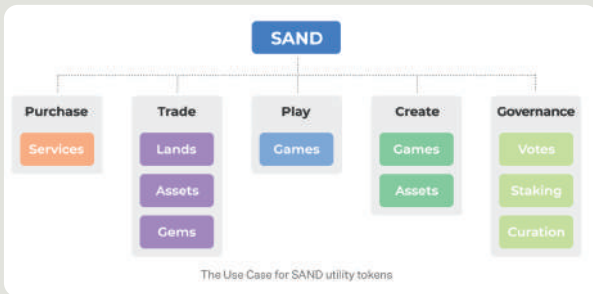 SAND
Purchase
Services
Trade
Lands
Assets
Gems
Play
Games
Create
Games
Assets
Governance
Votes
Staking
Curation
The Use Case for SAND utility tokens